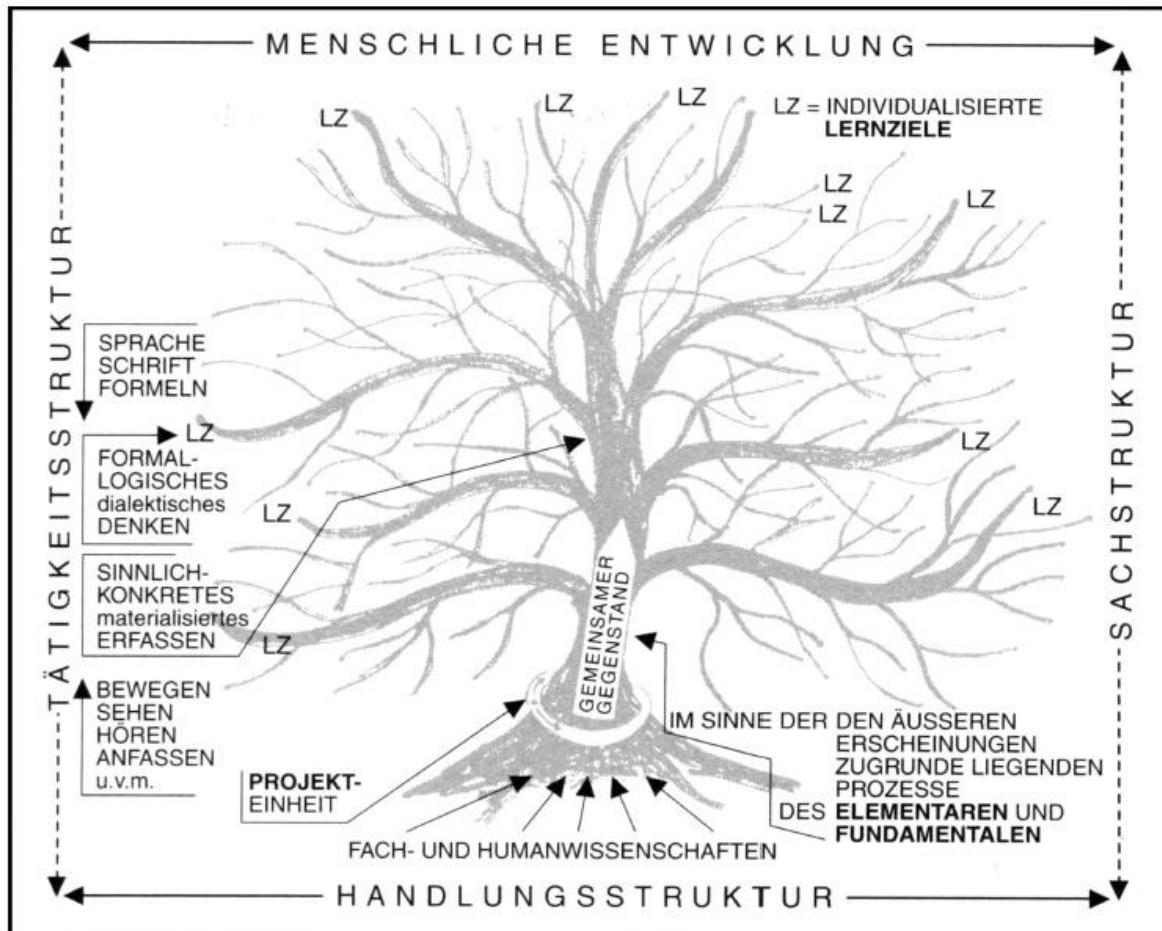 MENSCHLICHE ENTWICKLUNG
LZ
LZ
LZ
LZ = INDIVIDUALISIERTE
LERNZIELE
LZ
LZ
LZ
TÄTIGKEITSSTRUKTUR
SACHSTRUKTUR
SPRACHE
SCHRIFT
FORMELN
LZ
FORMAL-
LOGISCHES
dialektisches
DENKEN
LZ
LZ
LZ
SINNLICH-
KONKRETES
materialisiertes
ERFASSEN
LZ
GEMEINSAMER
GEGENSTAND
BEWEGEN
SEHEN
HÖREN
ANFASSEN
u.v.m.
PROJEKT-
EINHEIT
IM SINNE DER DEN ÄUSSEREN
ERSCHEINUNGEN
ZUGRUNDE LIEGENDEN
PROZESSE
DES ELEMENTAREN UND
FUNDAMENTALEN
FACH- UND HUMANWISSENSCHAFTEN
HANDLUNGSSTRUKTUR